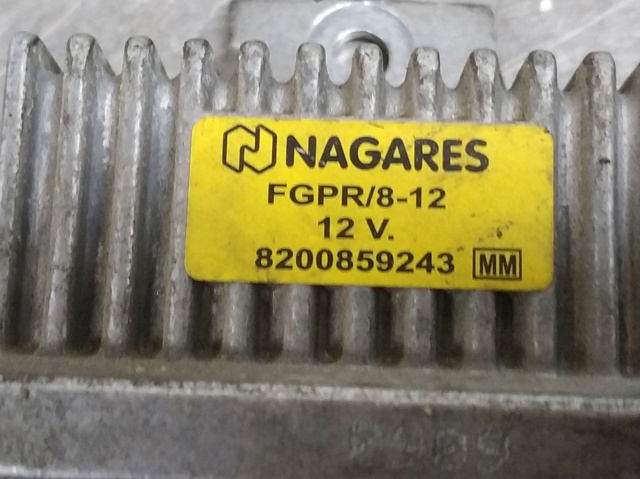 NAGARES
FGPR/8-12
12 V.
8200859243 MM